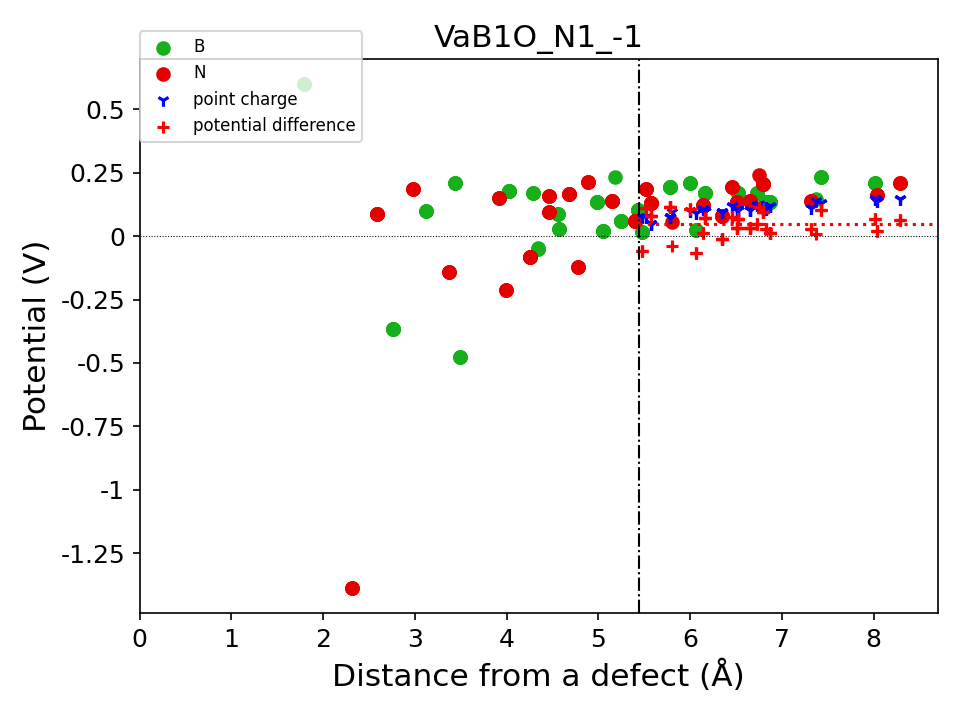 VaB1O_N1_-1
B
N
point charge
potential difference
0.5
0.25
0
-0.25
-0.5
-0.75
-1
-1.25
Potential (V)
0 1 2 3 4 5 6 7 8
Distance from a defect (Å)